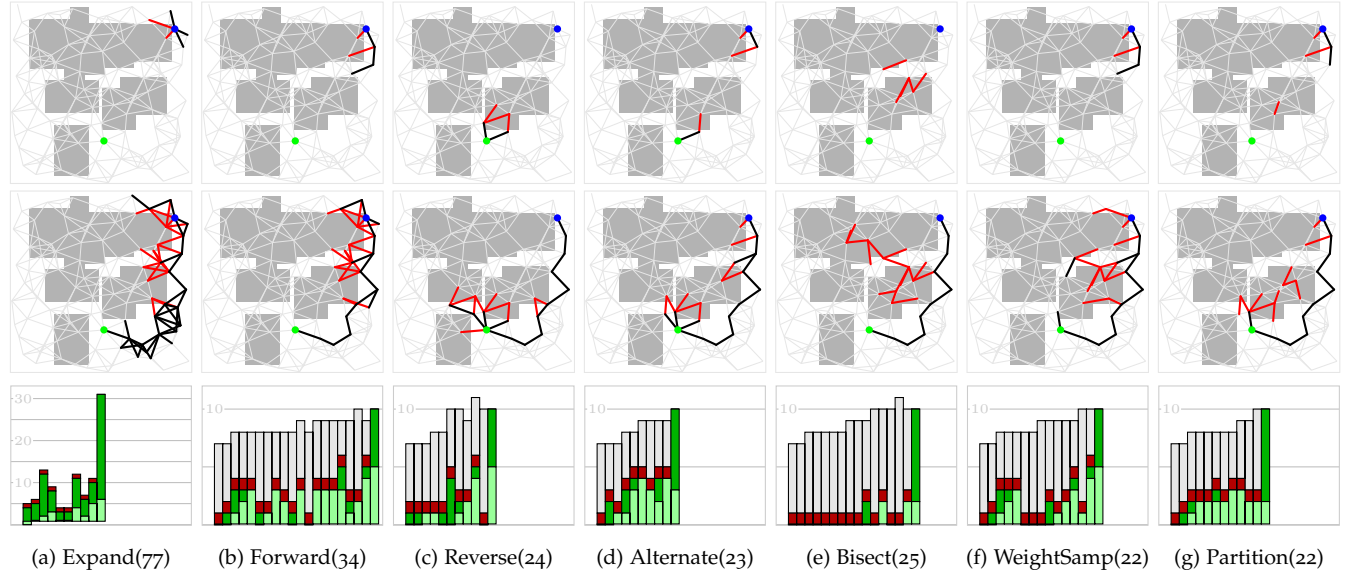 30
20
10
10
10
10
10
10
10
(a) Expand(77)
(b) Forward(34)
(c) Reverse(24)
(d) Alternate(23)
(e) Bisect(25)
(f) WeightSamp(22)
(g) Partition(22)